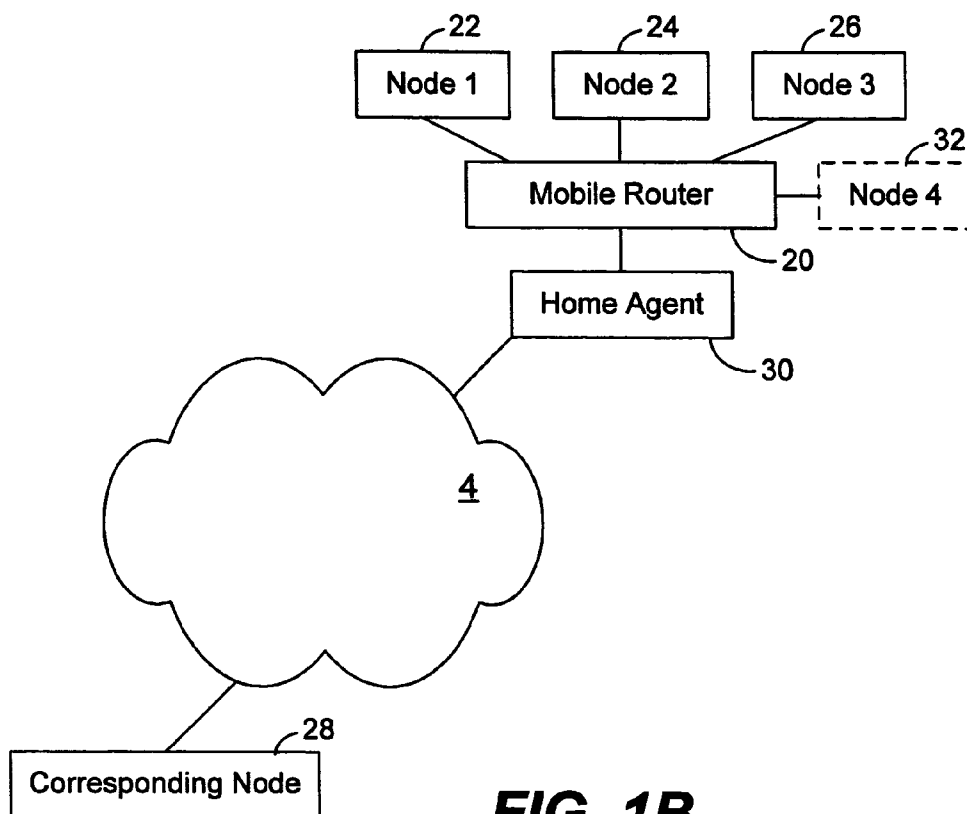 22
24
26
Node 1
Node 2
Node 3
32
Mobile Router
Node 4
20
Home Agent
30
4
28
Corresponding Node
FIG. 1B